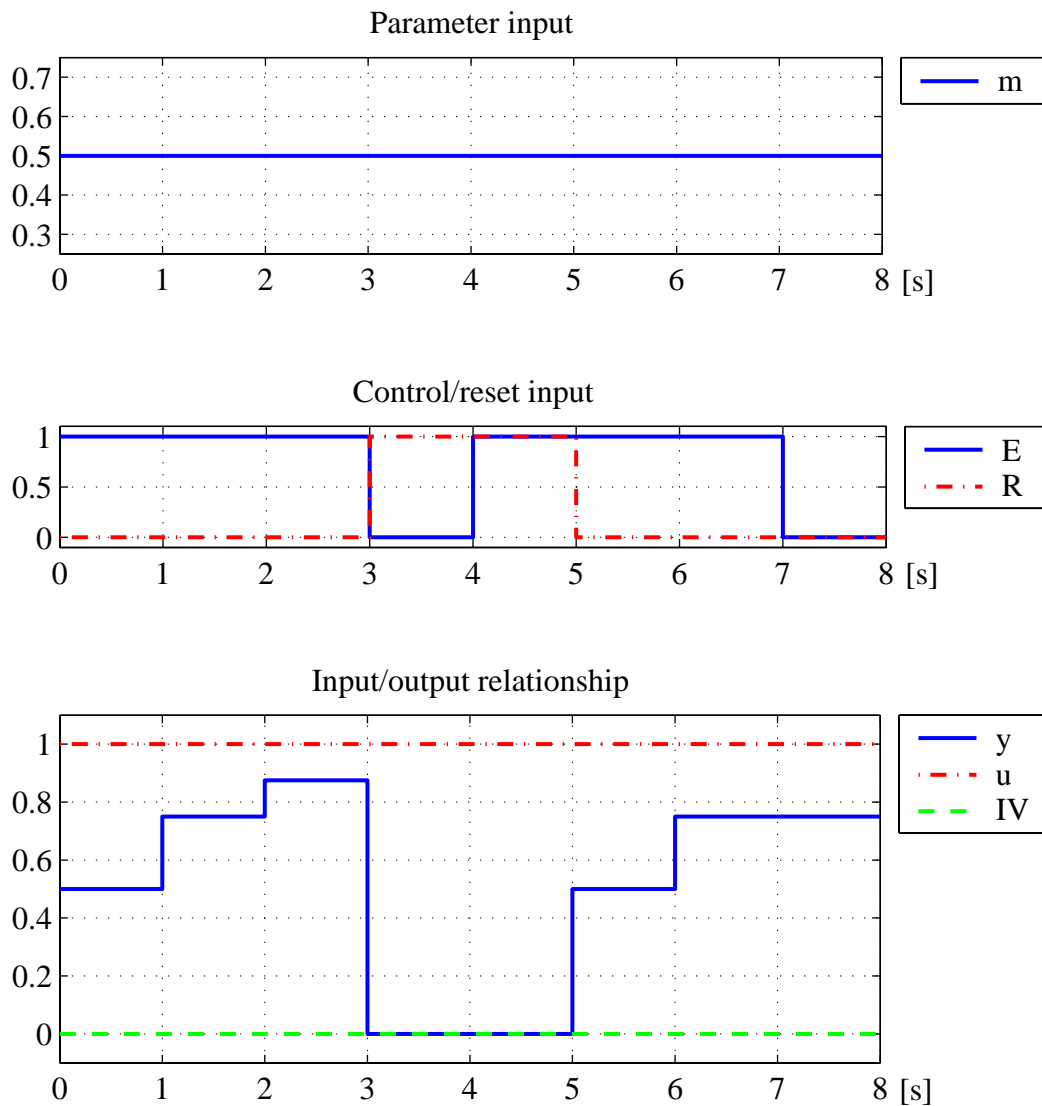 Parameter input
0.7
0.6
0.5
0.4
0.3
0 1 2 3 4 5 6 7 8 [s]
m
Control/reset input
1
0.5
0
0 1 2 3 4 5 6 7 8 [s]
E
R
Input/output relationship
1
0.8
0.6
0.4
0.2
0
0 1 2 3 4 5 6 7 8 [s]
y
u
IV